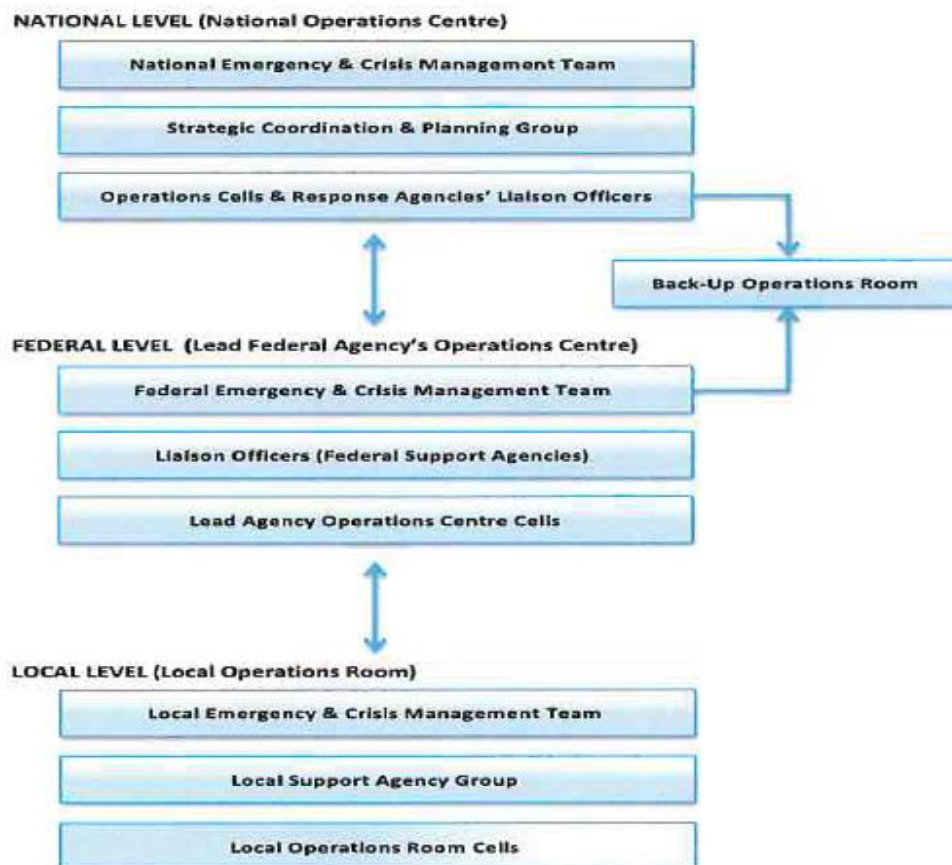 NATIONAL LEVEL (National Operations Centre)
National Emergency & Crisis Management Team
Strategic Coordination & Planning Group
Operations Cells & Response Agencies' Liaison Officers
Back-Up Operations Room
FEDERAL LEVEL (Lead Federal Agency's Operations Centre)
Federal Emergency & Crisis Management Team
Liaison Officers (Federal Support Agencies)
Lead Agency Operations Centre Cells
LOCAL LEVEL (Local Operations Room)
Local Emergency & Crisis Management Team
Local Support Agency Group
Local Operations Room Cells